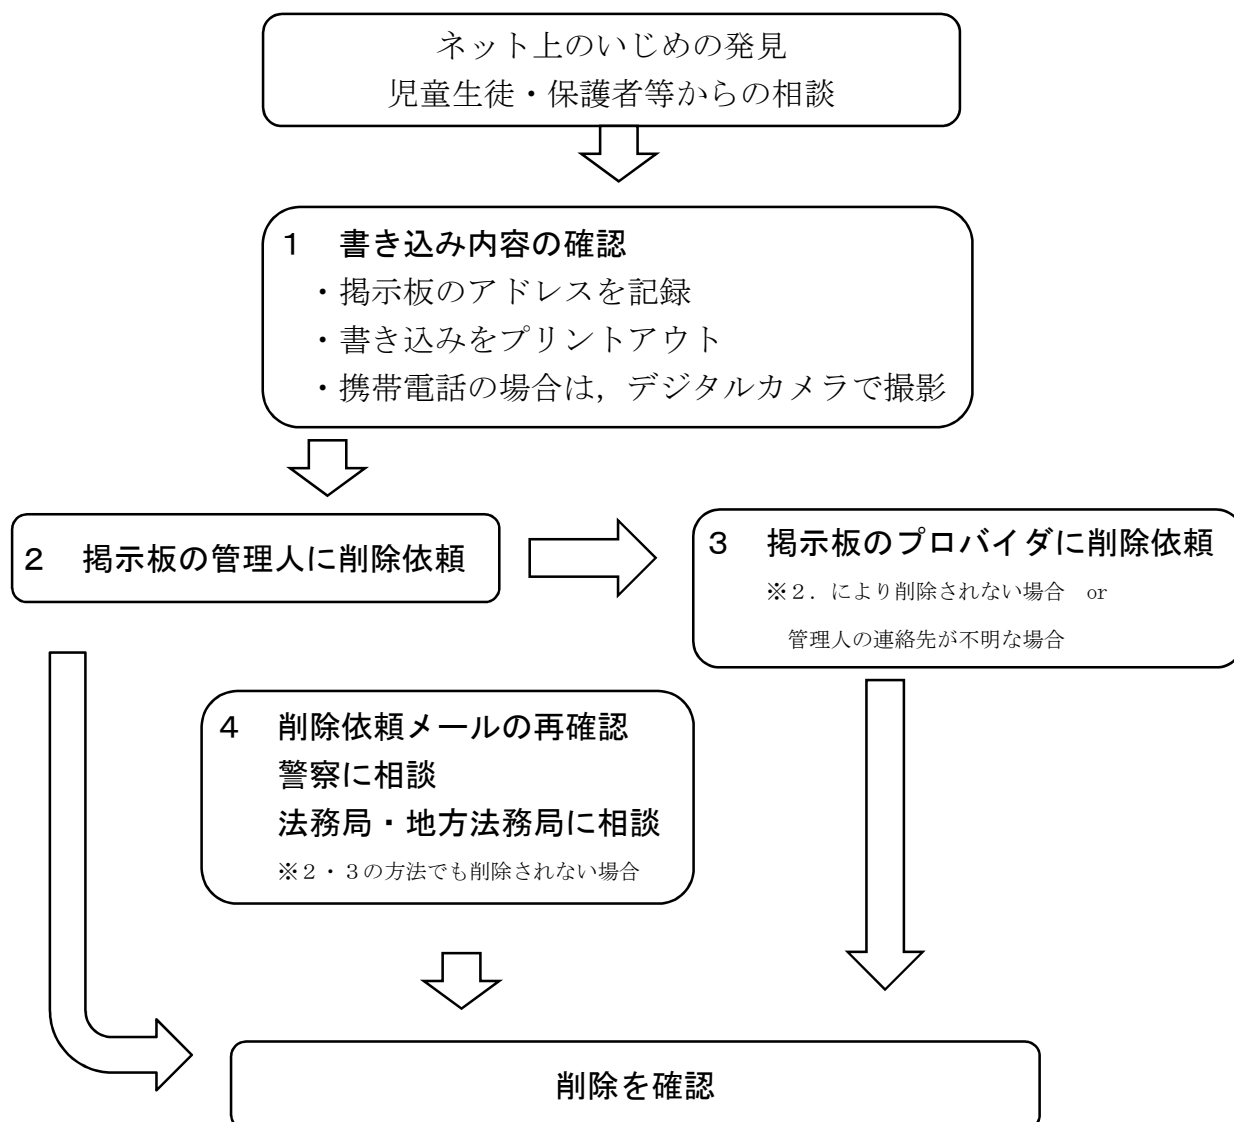 ネット上のいじめの発見
児童生徒・保護者等からの相談
1 書き込み内容の確認
・掲示板のアドレスを記録
・書き込みをプリントアウト
・携帯電話の場合は，デジタルカメラで撮影
2 掲示板の管理人に削除依頼
3 掲示板のプロバイダに削除依頼
※２．により削除されない場合 or
管理人の連絡先が不明な場合
4 削除依頼メールの再確認
警察に相談
法務局・地方法務局に相談
※２・３の方法でも削除されない場合
削除を確認